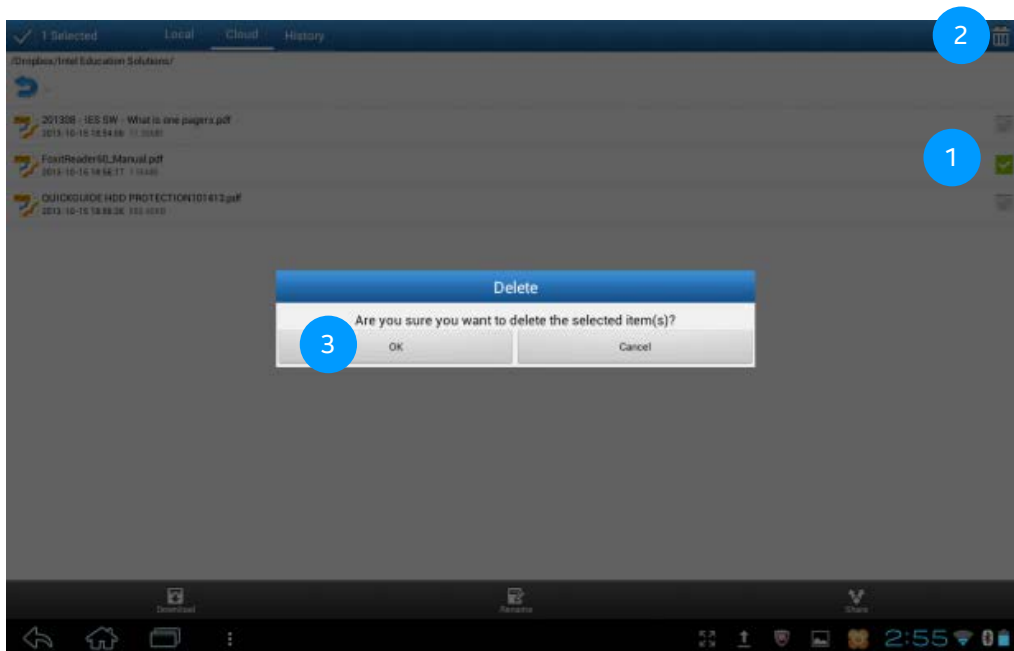 1 Selected Local Cloud History
2
/Dropbox/Intel Education Solutions/
201308 - IES SW - What is one pagers.pdf
FoxitReader60_Manual.pdf
1
QUICKGUIDE HDD PROTECTION101413.pdf
Delete
Are you sure you want to delete the selected item(s)?
3 OK Cancel
Download Rename Share
2:55